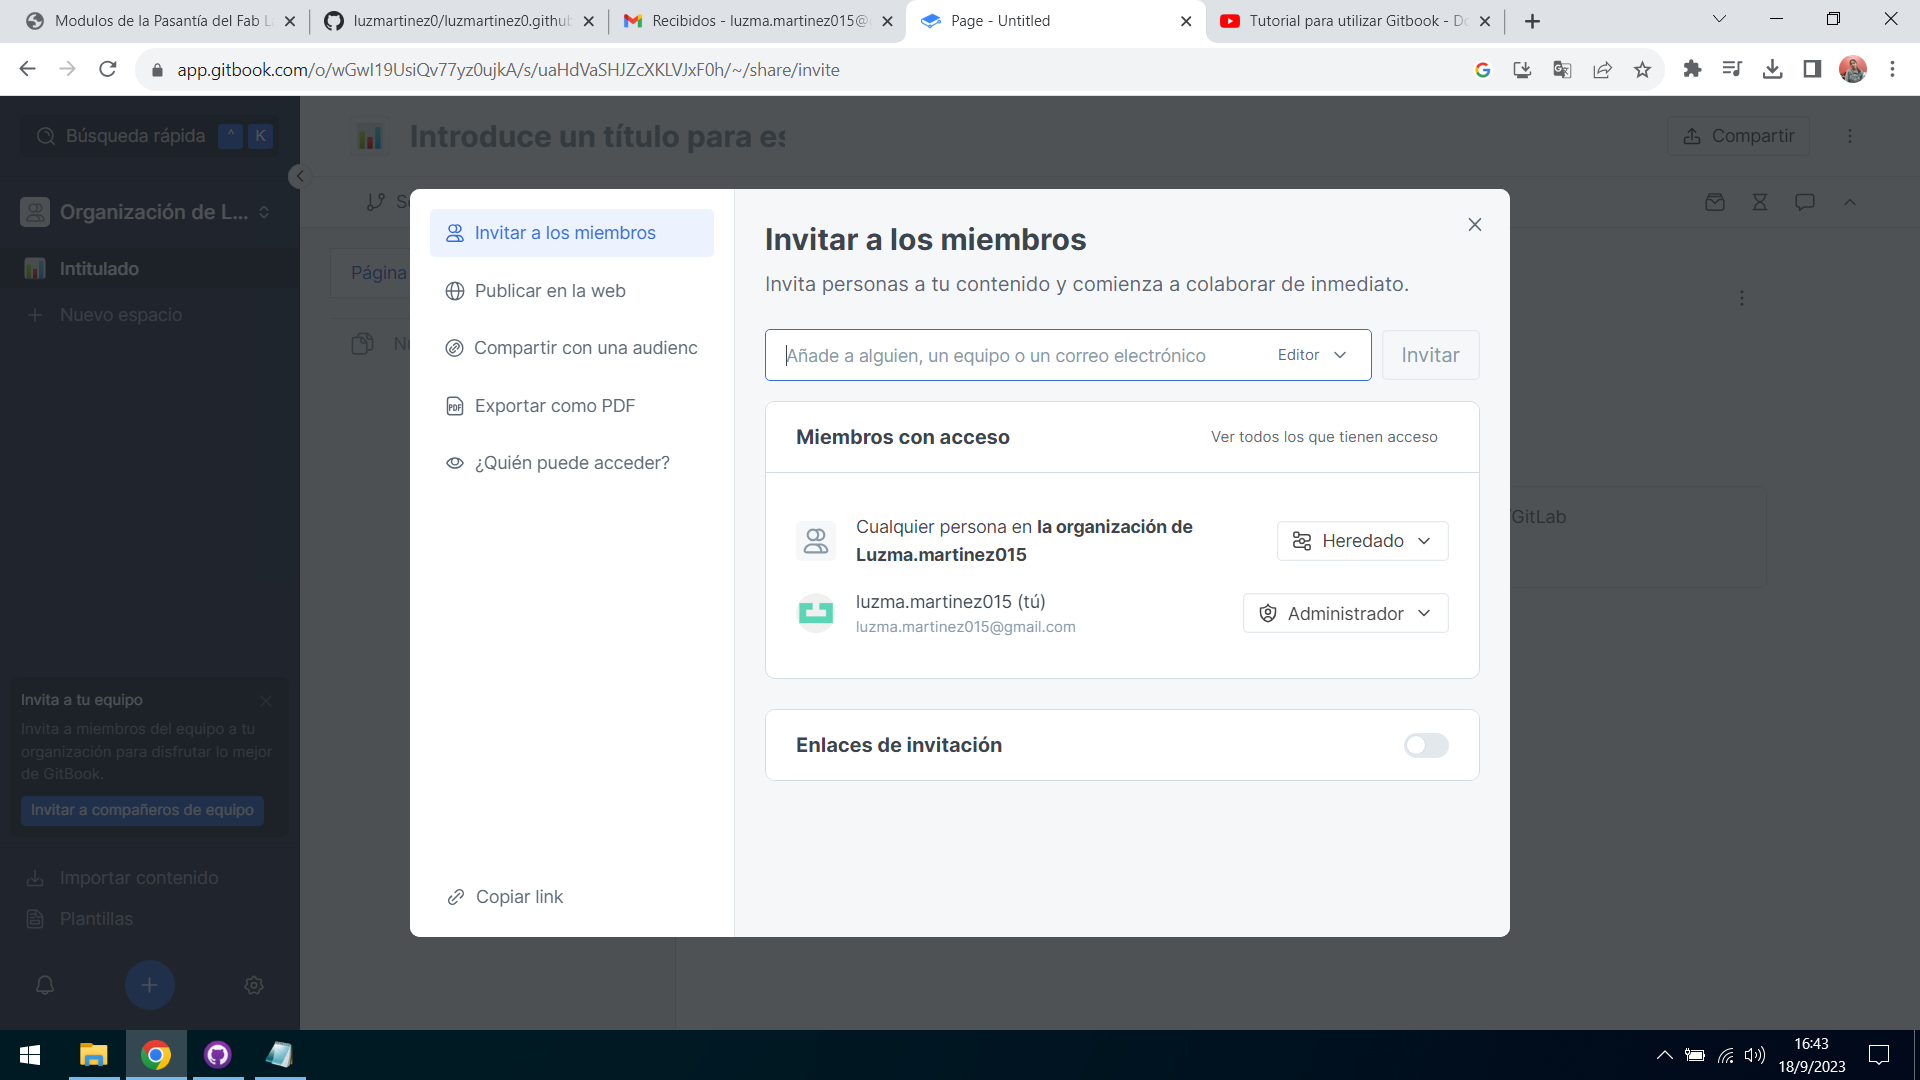 Modulos de la Pasantía del Fab L
luzmartinez0/luzmartinez0.github
Recibidos - luzma.martinez015@
Page - Untitled
Tutorial para utilizar Gitbook - Do
app.gitbook.com/o/wGwI19UsiQv77yz0ujkA/s/uaHdVaSHJZcXKLVJxF0h/~/share/invite
Búsqueda rápida ^ K
Introduce un título para es
Compartir
Organización de L...
Intitulado
Nuevo espacio
Página
Invitar a los miembros
Publicar en la web
Compartir con una audienc
Exportar como PDF
¿Quién puede acceder?
Copiar link
Invitar a los miembros
Invita personas a tu contenido y comienza a colaborar de inmediato.
Añade a alguien, un equipo o un correo electrónico
Editor
Invitar
Miembros con acceso
Ver todos los que tienen acceso
Cualquier persona en la organización de
Luzma.martinez015
Heredado
luzma.martinez015 (tú)
luzma.martinez015@gmail.com
Administrador
Enlaces de invitación
/GitLab
Invita a tu equipo
Invita a miembros del equipo a tu
organización para disfrutar lo mejor
de GitBook.
Invitar a compañeros de equipo
Importar contenido
Plantillas
16:43
18/9/2023